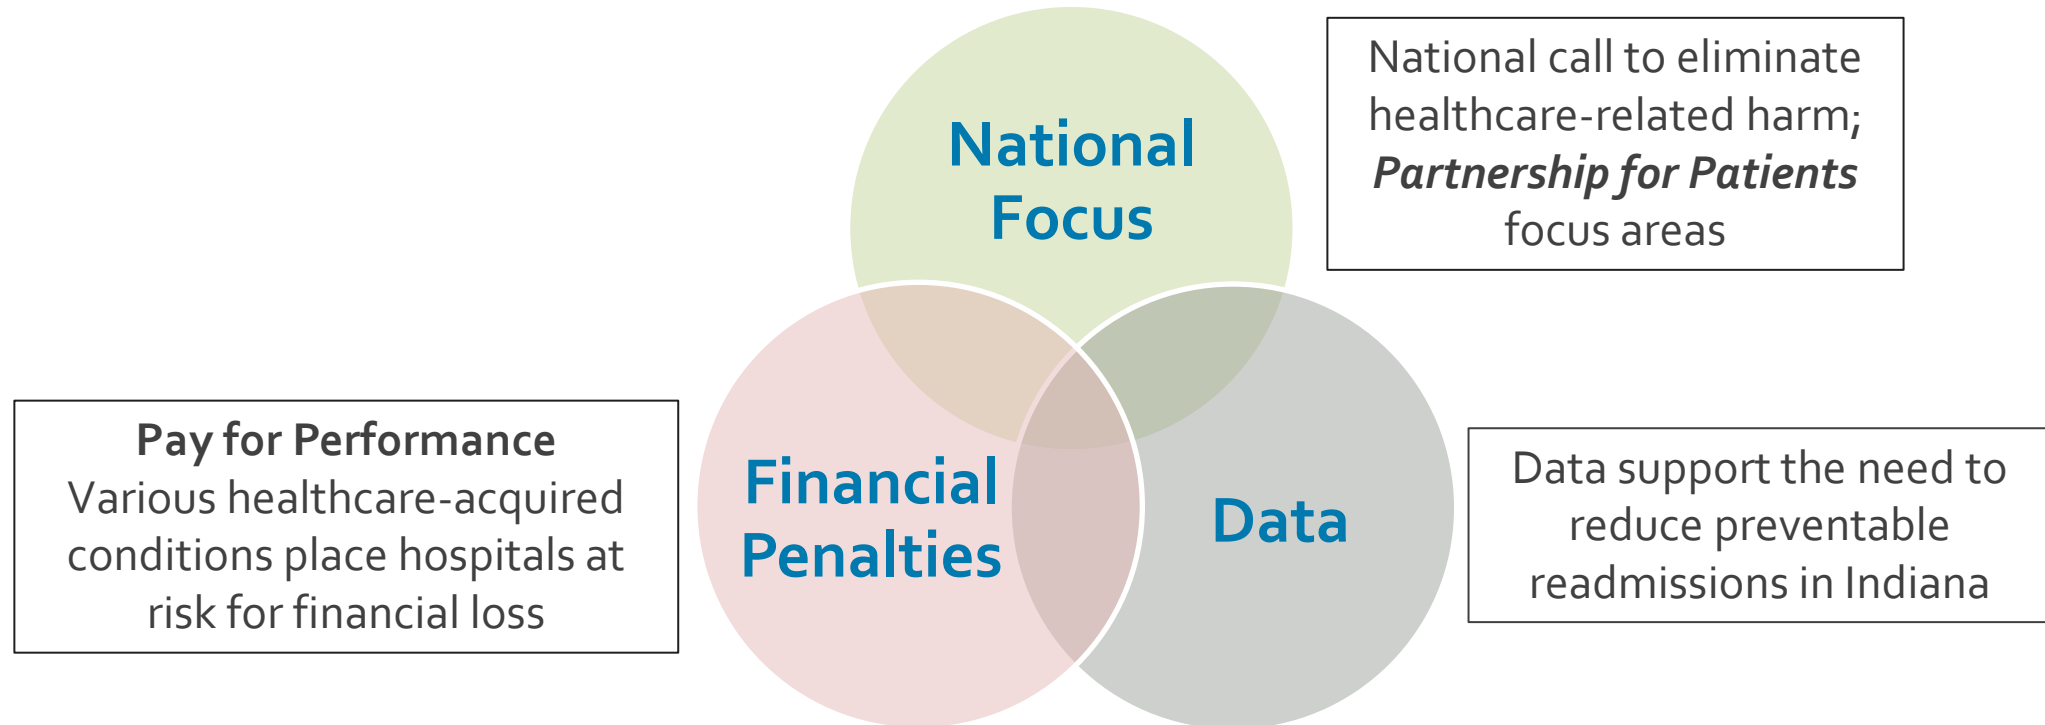 National
Focus
National call to eliminate
healthcare-related harm;
Partnership for Patients
focus areas
Pay for Performance
Various healthcare-acquired
conditions place hospitals at
risk for financial loss
Financial
Penalties
Data
Data support the need to
reduce preventable
readmissions in Indiana